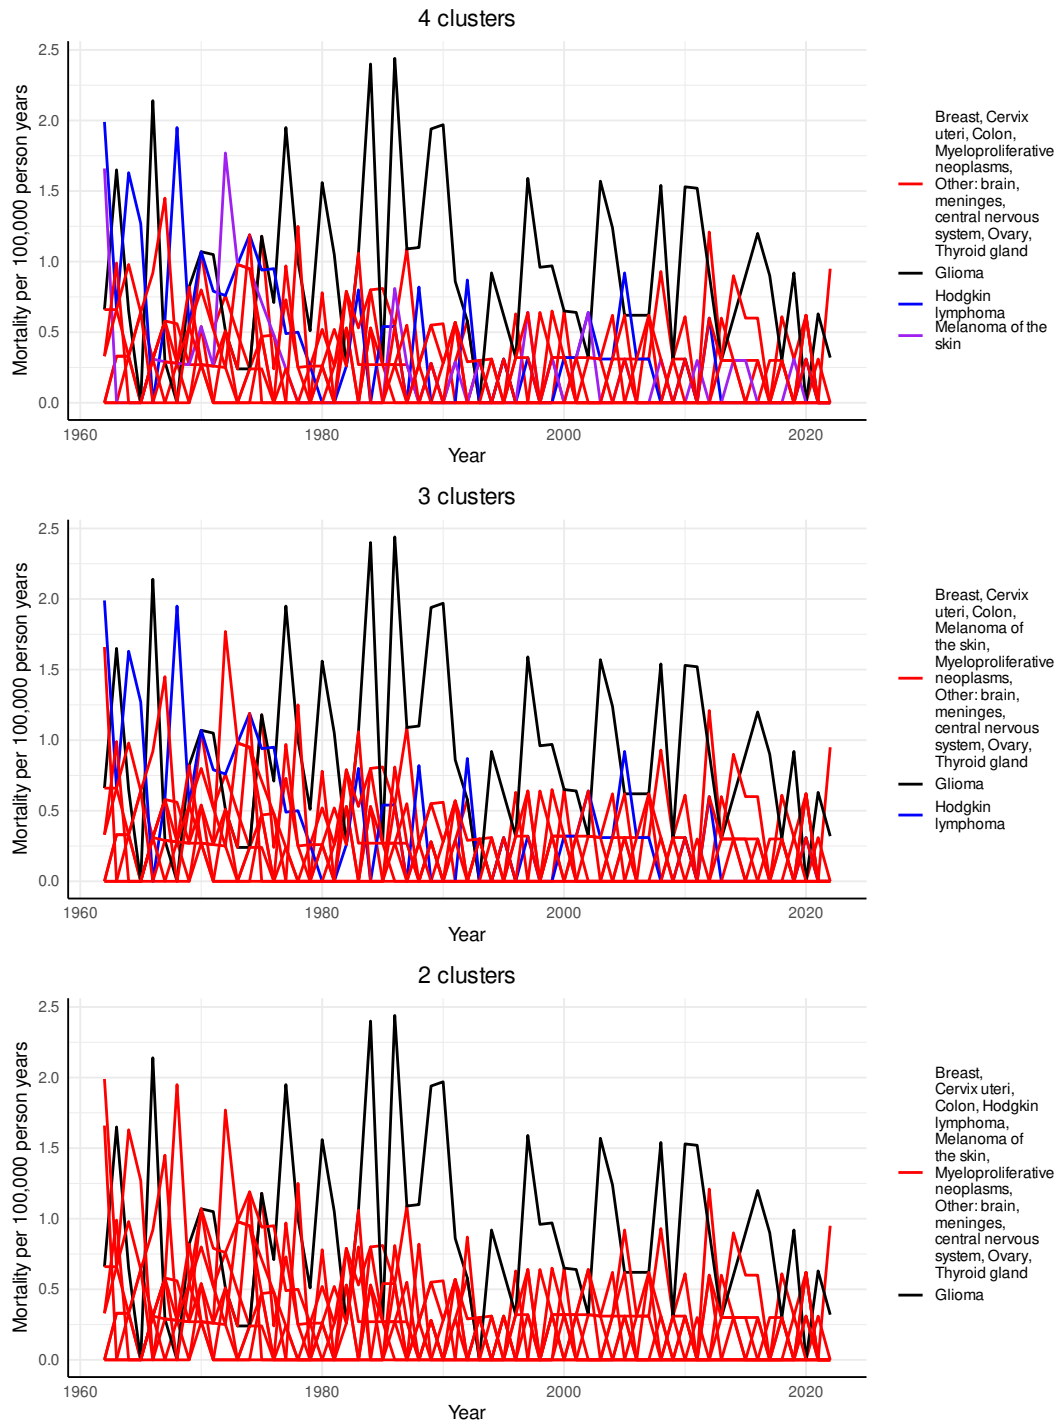 4 clusters
Mortality per 100,000 person years
2.5
2.0
1.5
1.0
0.5
0.0
1960
1980
2000
2020
Year
Breast, Cervix
uteri, Colon,
Myeloproliferative
neoplasms,
Other: brain,
meninges,
central nervous
system, Ovary,
Thyroid gland
Glioma
Hodgkin
lymphoma
Melanoma of the
skin
3 clusters
Mortality per 100,000 person years
2.5
2.0
1.5
1.0
0.5
0.0
1960
1980
2000
2020
Year
Breast, Cervix
uteri, Colon,
Melanoma of
the skin,
Myeloproliferative
neoplasms,
Other: brain,
meninges,
central nervous
system, Ovary,
Thyroid gland
Glioma
Hodgkin
lymphoma
2 clusters
Mortality per 100,000 person years
2.5
2.0
1.5
1.0
0.5
0.0
1960
1980
2000
2020
Year
Breast,
Cervix uteri,
Colon, Hodgkin
lymphoma,
Melanoma of
the skin,
Myeloproliferative
neoplasms,
Other: brain,
meninges,
central nervous
system, Ovary,
Thyroid gland
Glioma